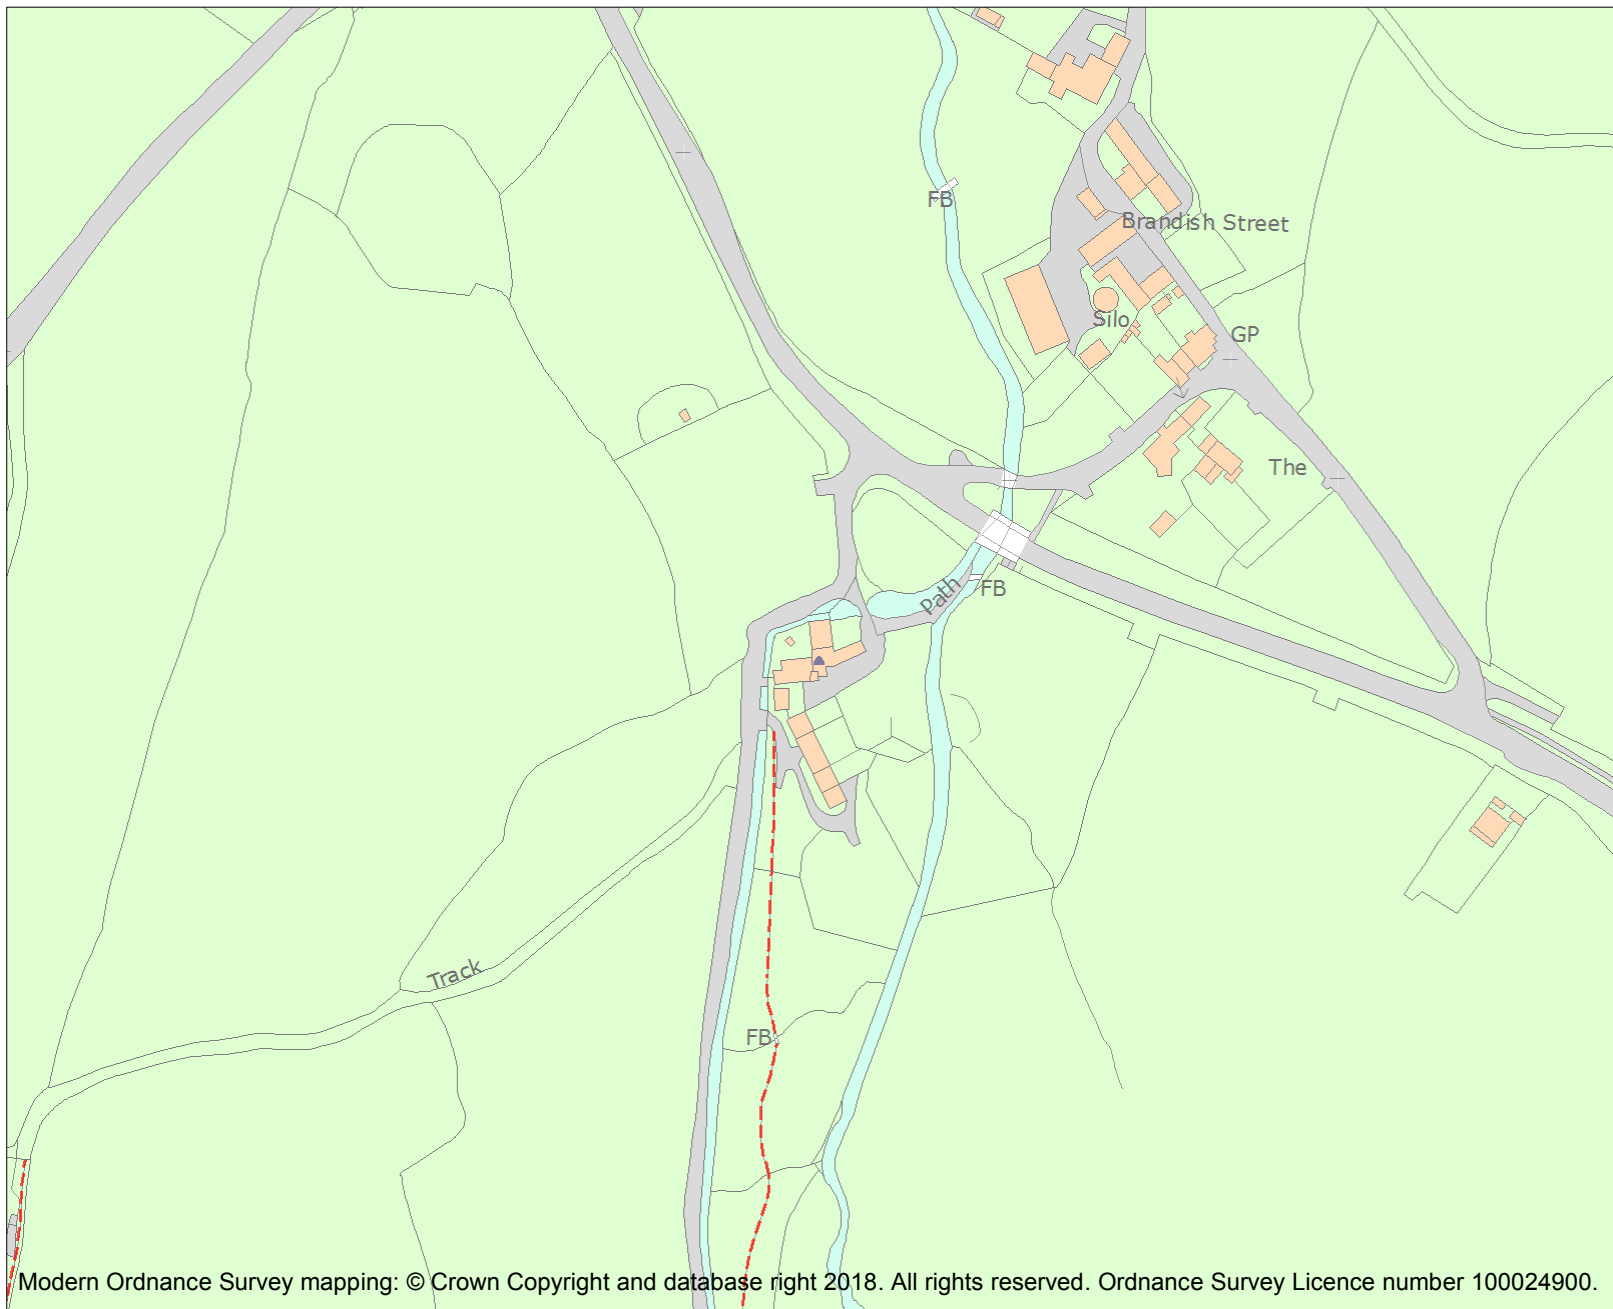 FB
Brandish Street
Silo
GP
The
Path
FB
Track
FB
Modern Ordnance Survey mapping: © Crown Copyright and database right 2018. All rights reserved. Ordnance Survey Licence number 100024900.